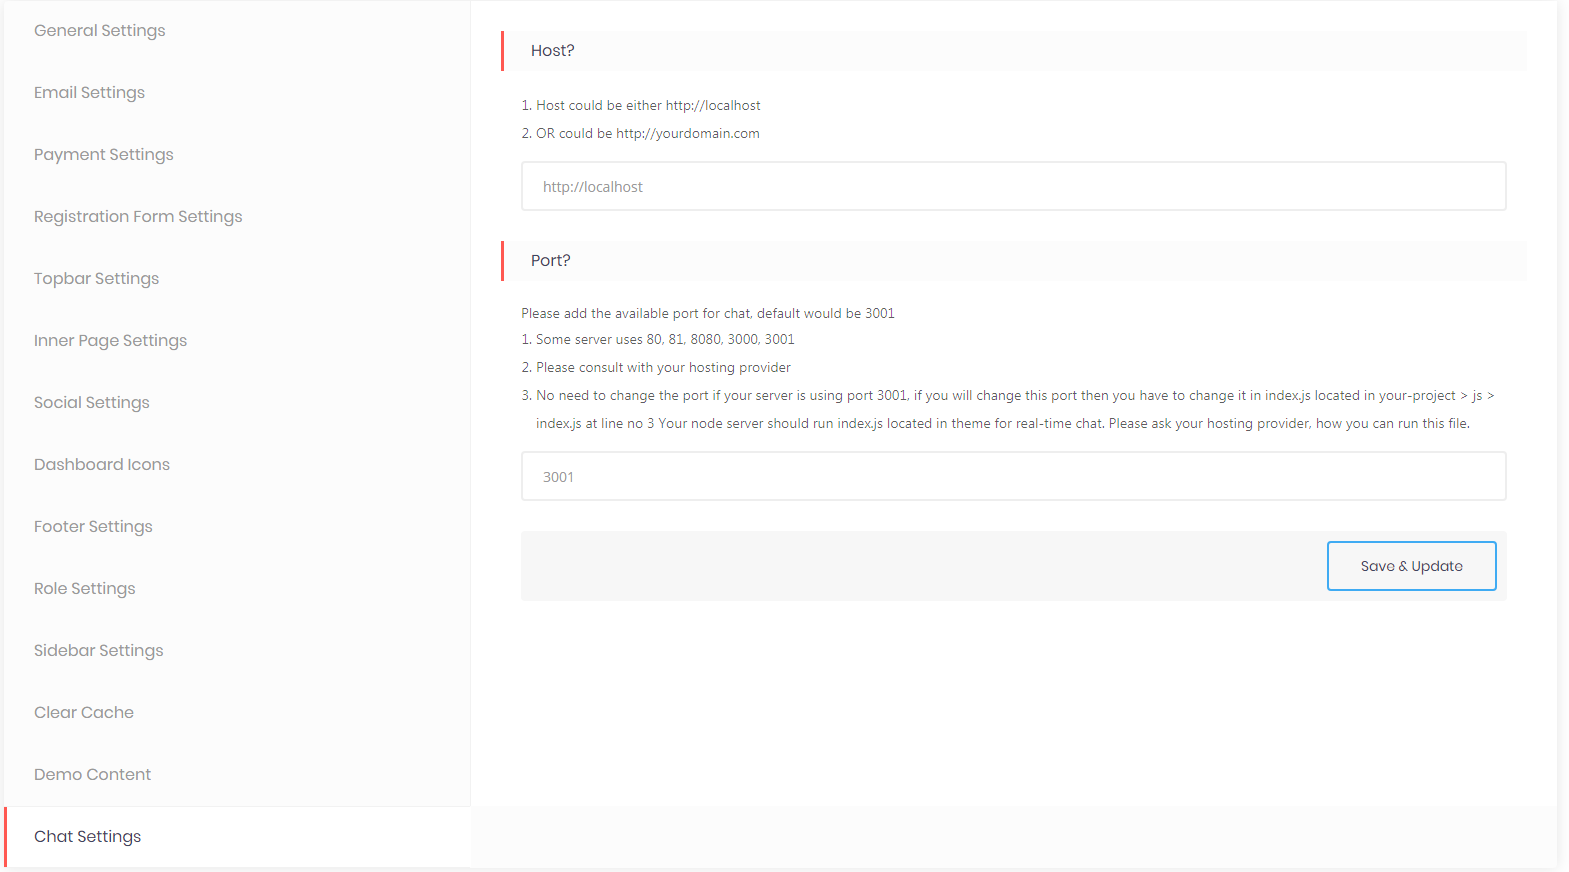 General Settings
Email Settings
Payment Settings
Registration Form Settings
Topbar Settings
Inner Page Settings
Social Settings
Dashboard Icons
Footer Settings
Role Settings
Sidebar Settings
Clear Cache
Demo Content
Chat Settings
Host?
1. Host could be either http://localhost
2. OR could be http://yourdomain.com
http://localhost
Port?
Please add the available port for chat, default would be 3001
1. Some server uses 80, 81, 8080, 3000, 3001
2. Please consult with your hosting provider
3. No need to change the port if your server is using port 3001, if you will change this port then you have to change it in index.js located in your-project > js >
index.js at line no 3 Your node server should run index.js located in theme for real-time chat. Please ask your hosting provider, how you can run this file.
3001
Save & Update